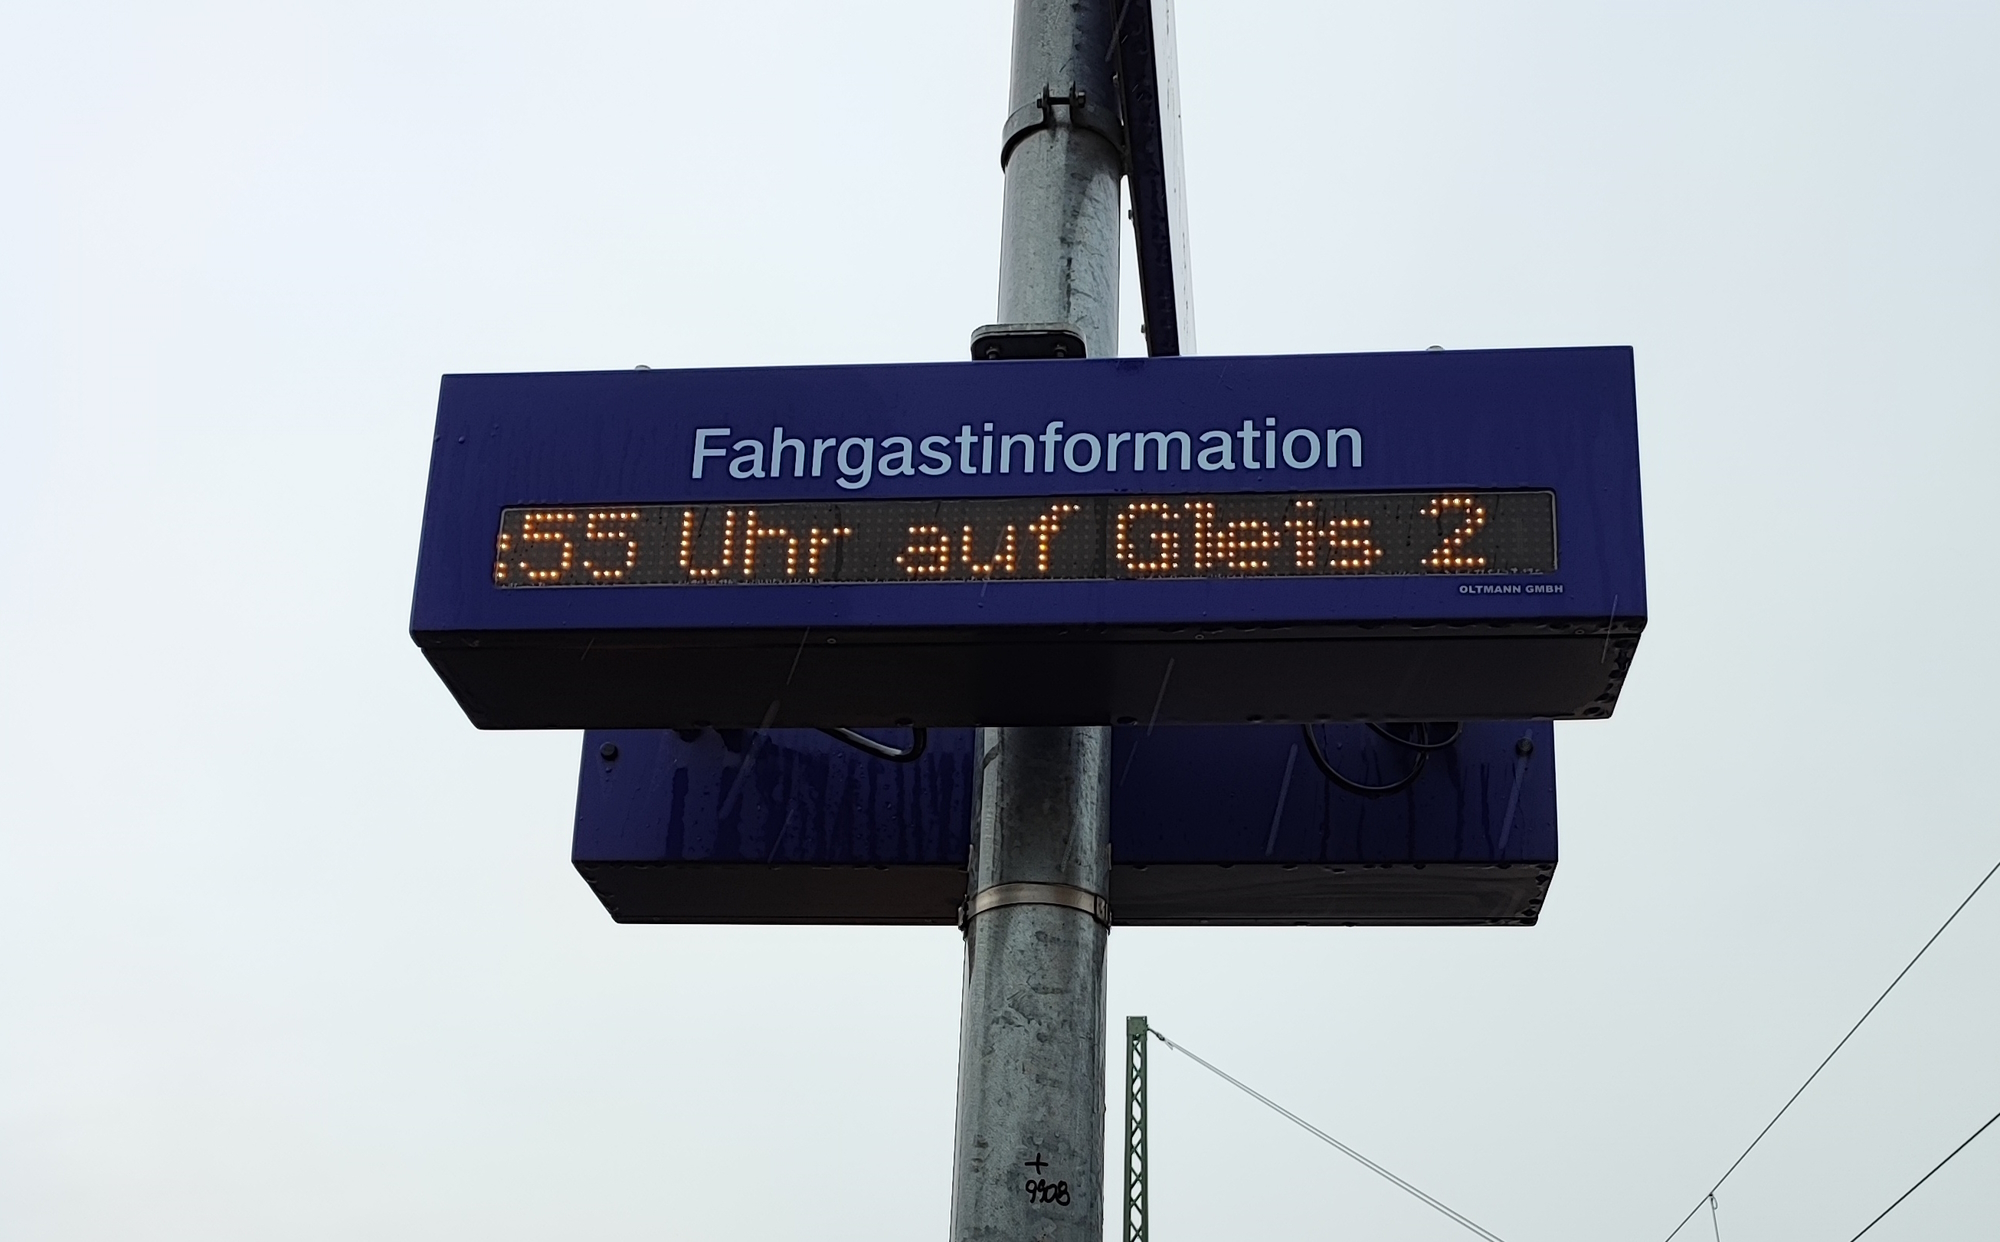 Fahrgastinformation
:55 Uhr auf Gleis 2
OLTMANN GMBH
+
9908